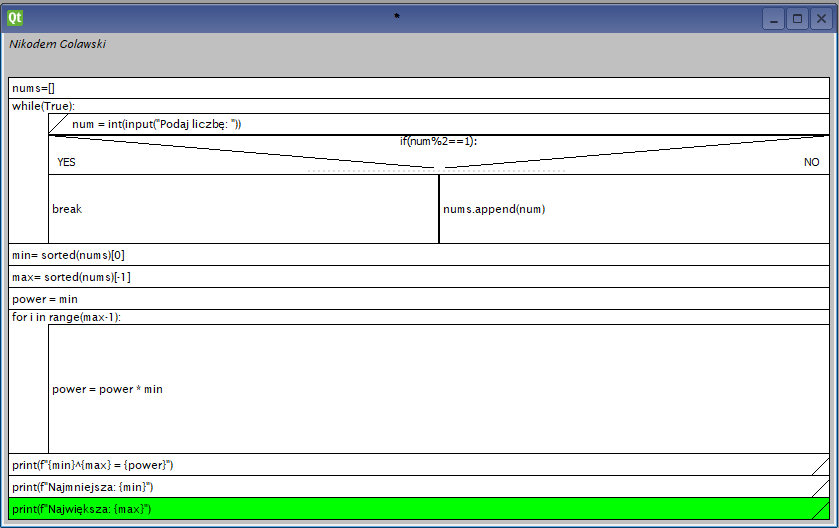 Qt
*
Nikodem Golawski
nums=[]
while(True):
num = int(input("Podaj liczbę: "))
if(num%2==1):
YES NO
break nums.append(num)
min= sorted(nums)[0]
max= sorted(nums)[-1]
power = min
for i in range(max-1):
power = power * min
print(f"{min}^{max} = {power}")
print(f"Najmniejsza: {min}")
print(f"Największa: {max}")